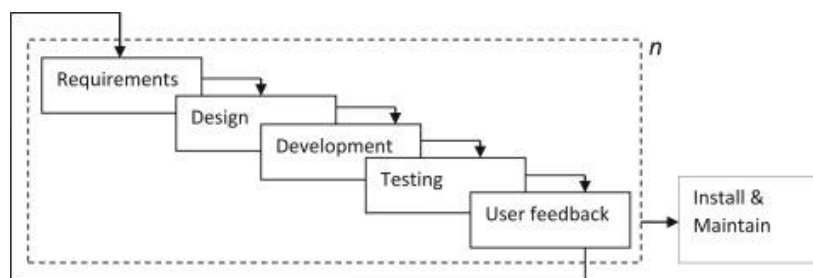 n
Requirements
Design
Development
Testing
User feedback
Install &
Maintain